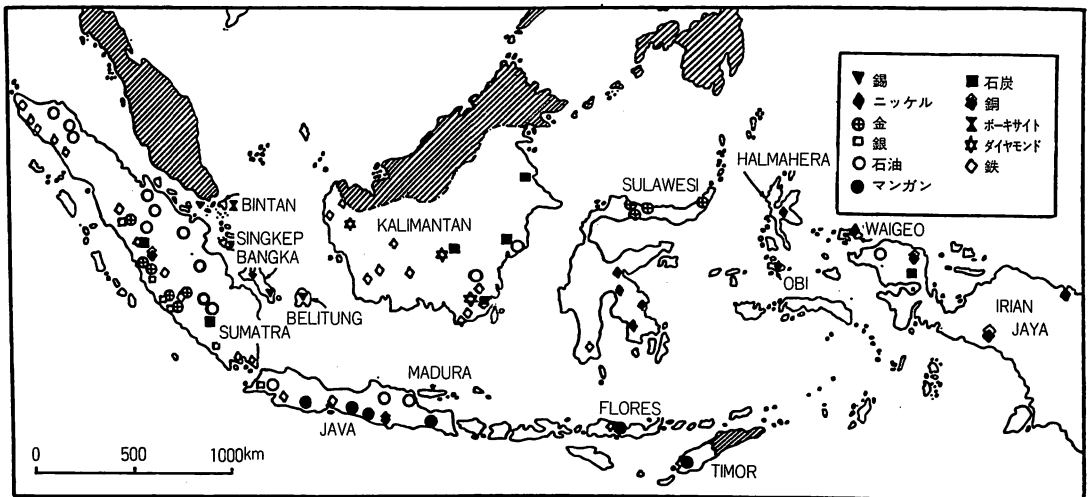 錫
ニッケル
金
銀
石油
マンガン
石炭
銅
ボーキサイト
ダイヤモンド
鉄
HALMAHERA
SULAWESI
BINTAN
KALIMANTAN
WAIGEO
SINGKEP
BANGKA
OBI
IRIAN
JAYA
BELITUNG
SUMATRA
MADURA
FLORES
JAVA
TIMOR
0 500 1000km